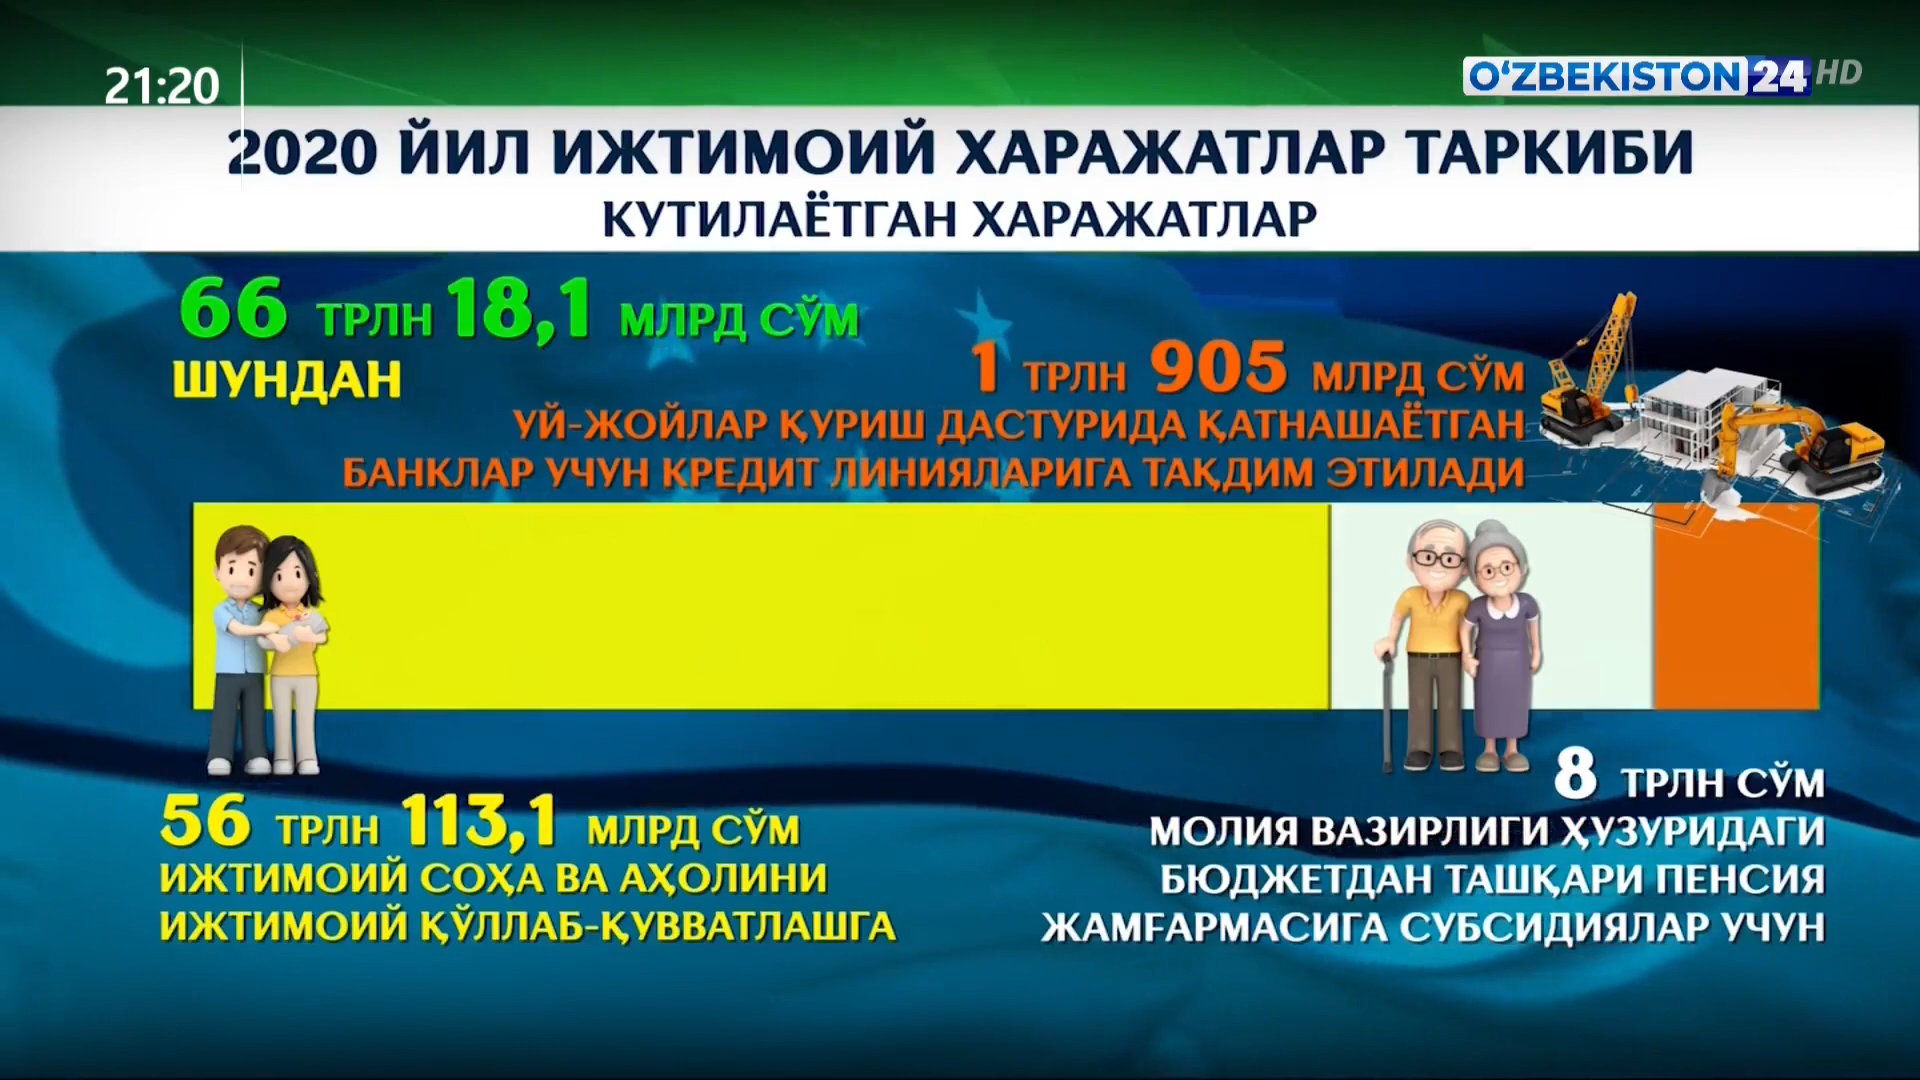 21:20
O‘ZBEKISTON 24 HD
2020 ЙИЛ ИЖТИМОИЙ ХАРАЖАТЛАР ТАРКИБИ
КУТИЛАЁТГАН ХАРАЖАТЛАР
66 ТРЛН 18,1 МЛРД СЎМ
ШУНДАН
1 ТРЛН 905 МЛРД СЎМ
УЙ-ЖОЙЛАР ҚУРИШ ДАСТУРИДА ҚАТНАШАЁТГАН
БАНКЛАР УЧУН КРЕДИТ ЛИНИЯЛАРИГА ТАҚДИМ ЭТИЛАДИ
56 ТРЛН 113,1 МЛРД СЎМ
ИЖТИМОИЙ СОҲА ВА АҲОЛИНИ
ИЖТИМОИЙ ҚЎЛЛАБ-ҚУВВАТЛАШГА
8 ТРЛН СЎМ
МОЛИЯ ВАЗИРЛИГИ ҲУЗУРИДАГИ
БЮДЖЕТДАН ТАШҚАРИ ПЕНСИЯ
ЖАМҒАРМАСИГА СУБСИДИЯЛАР УЧУН